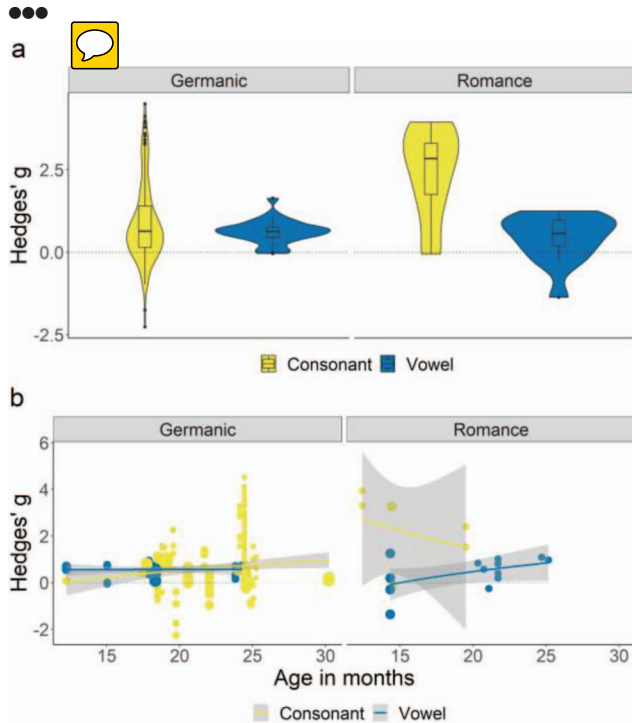 a
Germanic Romance
Hedges' g
2.5
0.0
-2.5
Consonant Vowel
b
Germanic Romance
Hedges' g
6
4
2
0
-2
15 20 25 30 15 20 25 30
Age in months
Consonant Vowel